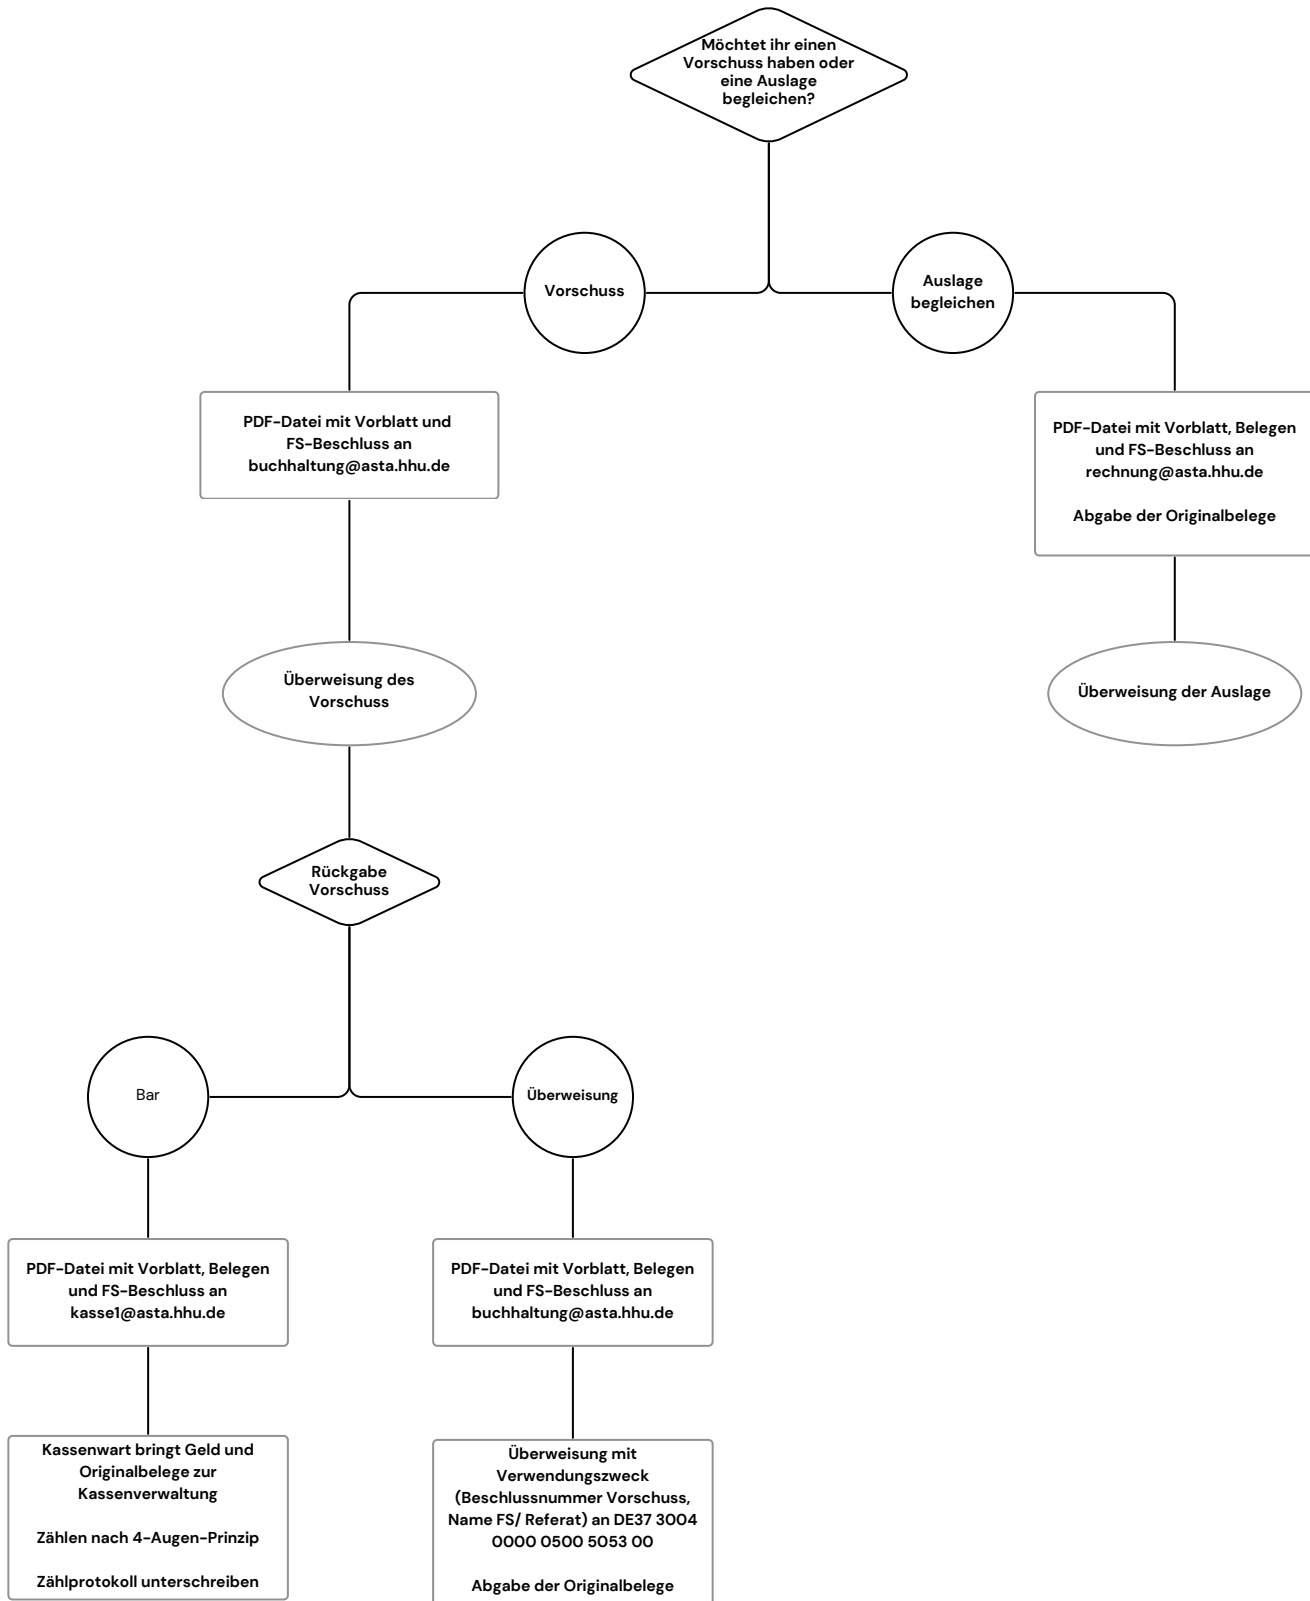 Möchtet ihr einen
Vorschuss haben oder
eine Auslage
begleichen?
Vorschuss
Auslage
begleichen
PDF-Datei mit Vorblatt und
FS-Beschluss an
buchhaltung@asta.hhu.de
PDF-Datei mit Vorblatt, Belegen
und FS-Beschluss an
rechnung@asta.hhu.de
Abgabe der Originalbelege
Überweisung des
Vorschuss
Überweisung der Auslage
Rückgabe
Vorschuss
Bar
Überweisung
PDF-Datei mit Vorblatt, Belegen
und FS-Beschluss an
kasse1@asta.hhu.de
PDF-Datei mit Vorblatt, Belegen
und FS-Beschluss an
buchhaltung@asta.hhu.de
Kassenwart bringt Geld und
Originalbelege zur
Kassenverwaltung
Zählen nach 4-Augen-Prinzip
Zählprotokoll unterschreiben
Überweisung mit
Verwendungszweck
(Beschlussnummer Vorschuss,
Name FS/ Referat) an DE37 3004
0000 0500 5053 00
Abgabe der Originalbelege